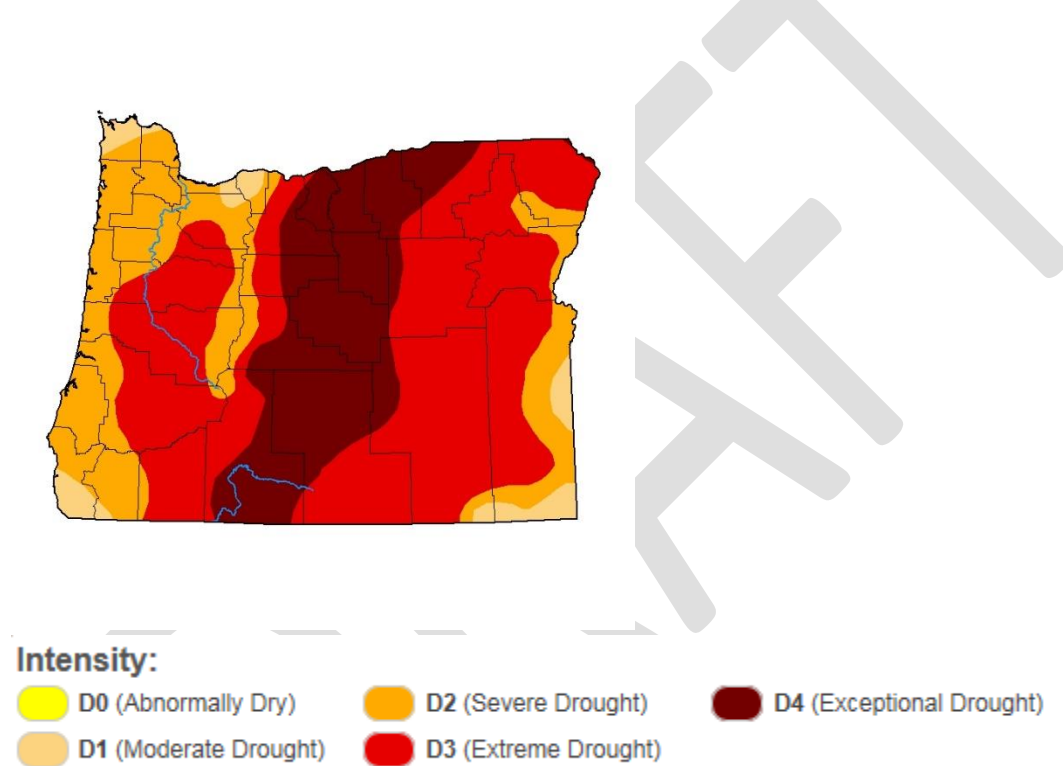 Intensity:
D0 (Abnormally Dry)
D1 (Moderate Drought)
D2 (Severe Drought)
D3 (Extreme Drought)
D4 (Exceptional Drought)